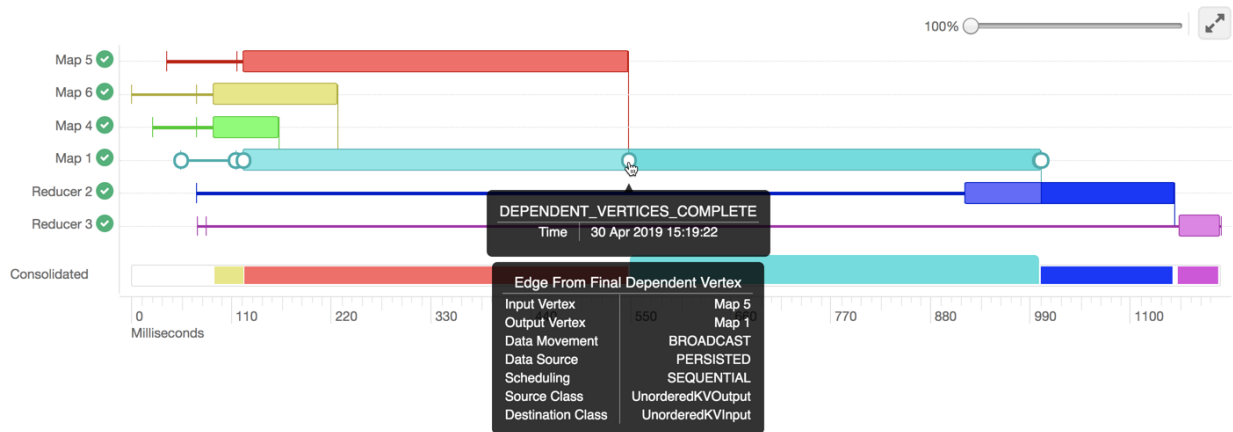 100%
Map 5
Map 6
Map 4
Map 1
Reducer 2
Reducer 3
DEPENDENT_VERTICES_COMPLETE
Time 30 Apr 2019 15:19:22
Consolidated
Edge From Final Dependent Vertex
Input Vertex Map 5
Output Vertex Map 1
Data Movement BROADCAST
Data Source PERSISTED
Scheduling SEQUENTIAL
Source Class UnorderedKVOutput
Destination Class UnorderedKVInput
0 110 220 330 440 550 660 770 880 990 1100
Milliseconds